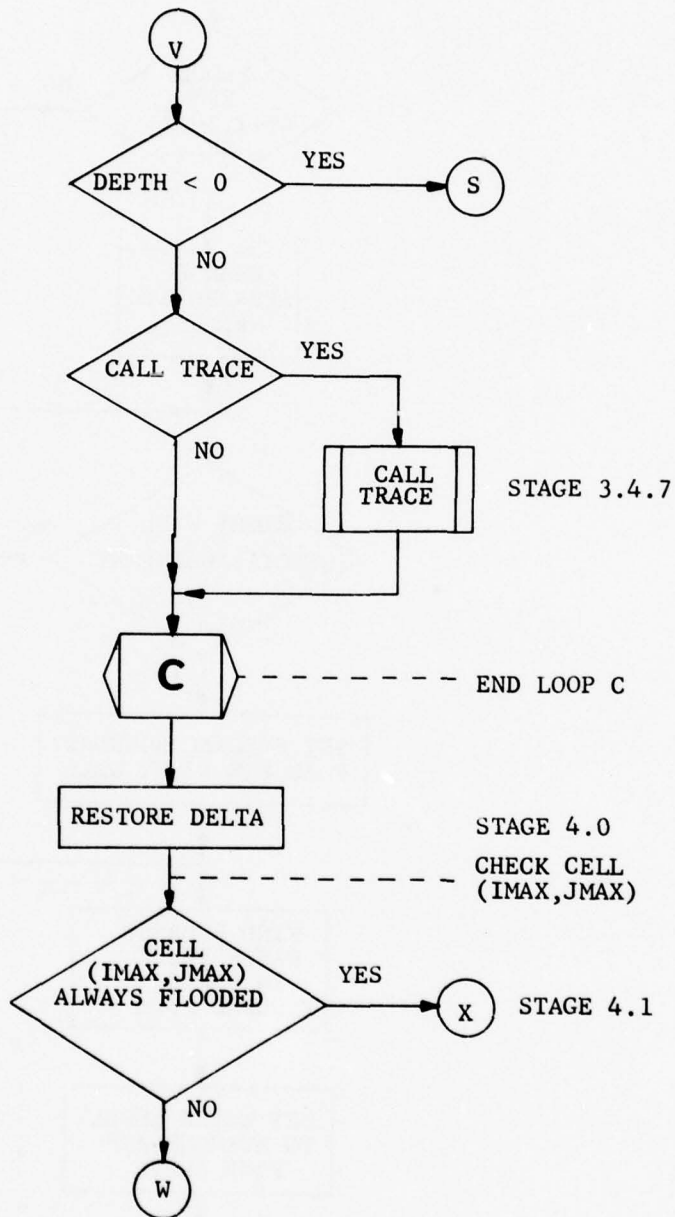 V
DEPTH < 0
YES
S
NO
CALL TRACE
YES
NO
CALL
TRACE
STAGE 3.4.7
C
END LOOP C
RESTORE DELTA
STAGE 4.0
CHECK CELL
(IMAX,JMAX)
CELL
(IMAX,JMAX)
ALWAYS FLOODED
YES
X
STAGE 4.1
NO
W